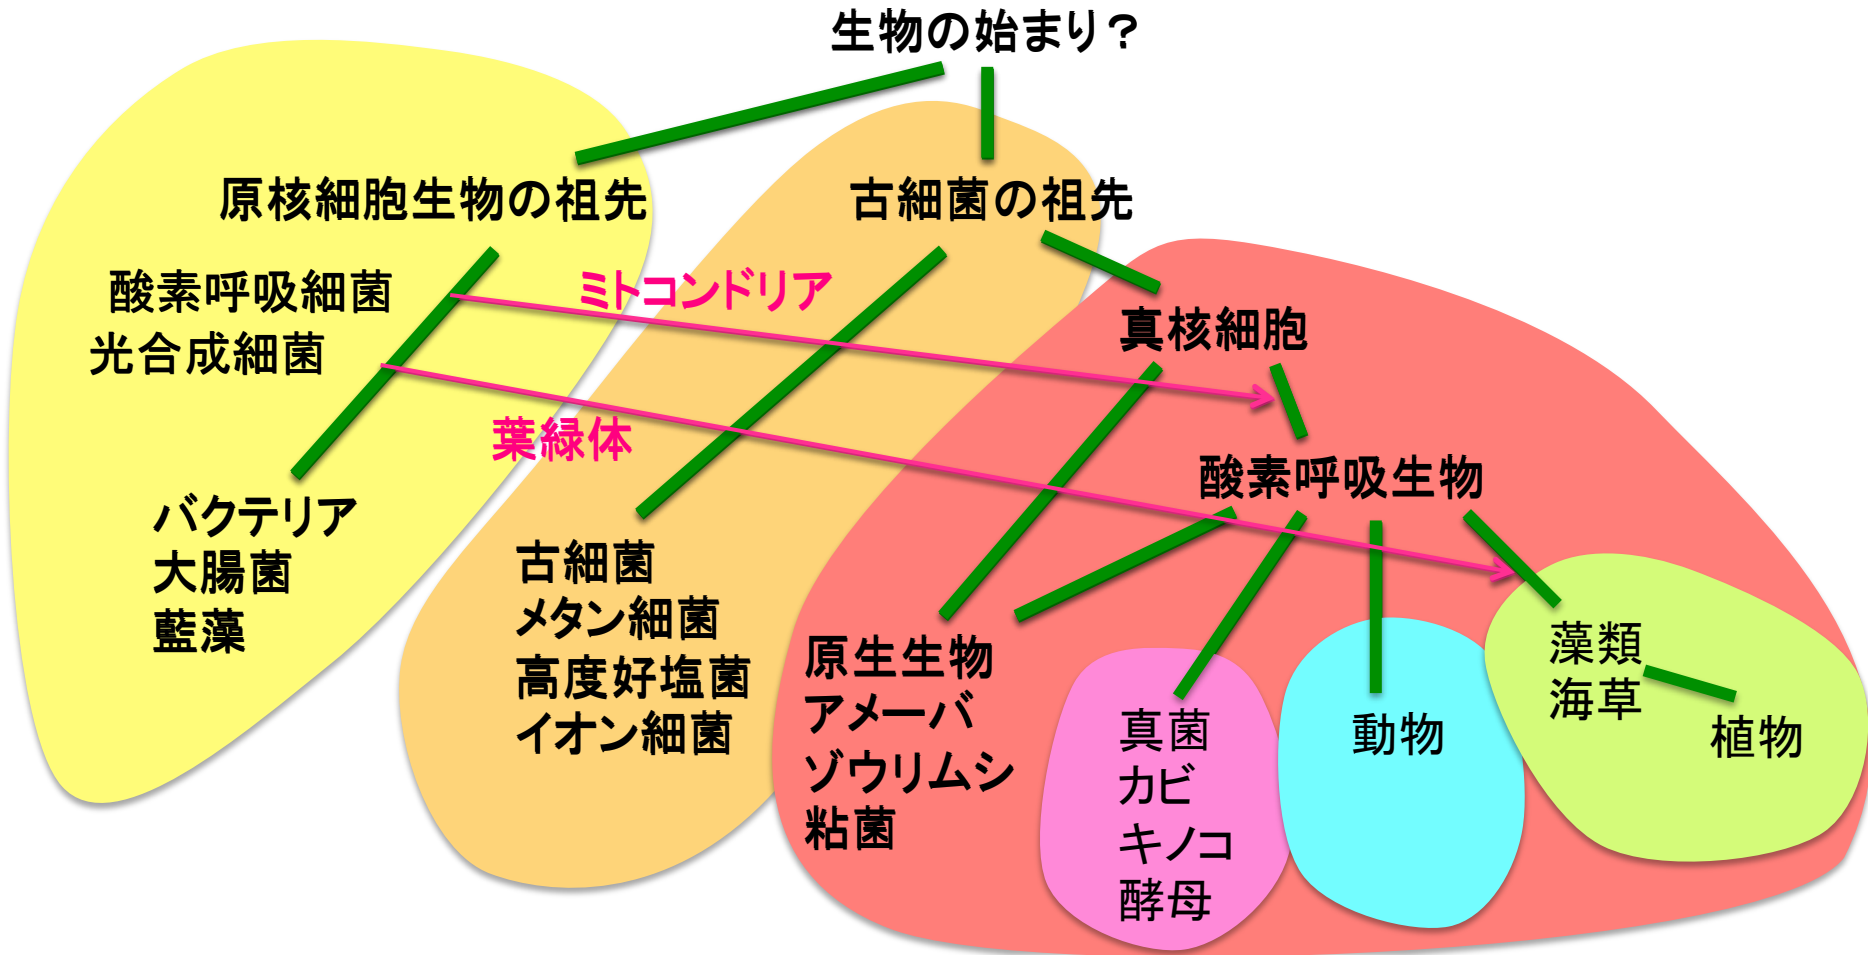 生物の始まり？
原核細胞生物の祖先
古細菌の祖先
酸素呼吸細菌
光合成細菌
ミトコンドリア
葉緑体
真核細胞
酸素呼吸生物
バクテリア
大腸菌
藍藻
古細菌
メタン細菌
高度好塩菌
イオン細菌
原生生物
アメーバ
ゾウリムシ
粘菌
真菌
カビ
キノコ
酵母
動物
藻類
海草
植物